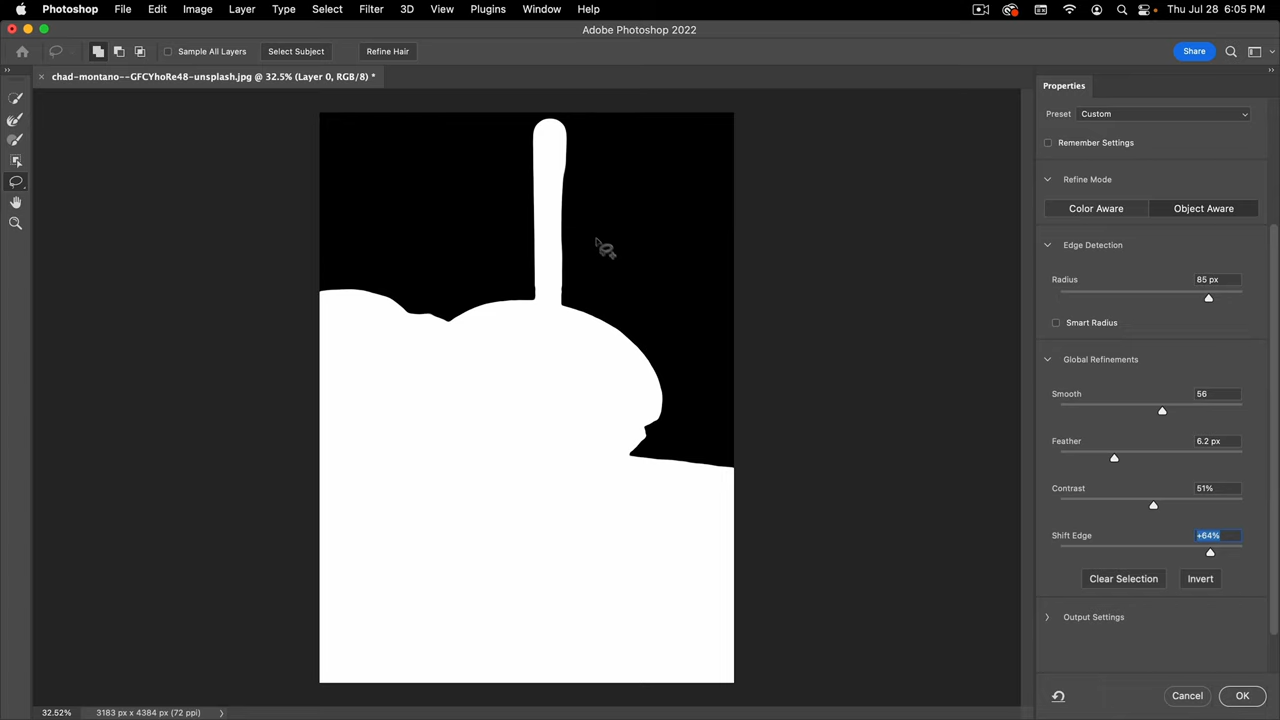 Photoshop File Edit Image Layer Type Select Filter 3D View Plugins Window Help Thu Jul 28 6:05 PM
Adobe Photoshop 2022
Sample All Layers Select Subject Refine Hair Share
chad-montano--GFCYhoRe48-unsplash.jpg @ 32.5% (Layer 0, RGB/8) *
Properties
Preset Custom
Remember Settings
Refine Mode
Color Aware Object Aware
Edge Detection
Radius 85 px
Smart Radius
Global Refinements
Smooth 56
Feather 6.2 px
Contrast 51%
Shift Edge +64%
Clear Selection Invert
Output Settings
Cancel OK
32.52% 3183 px x 4384 px (72 ppi)